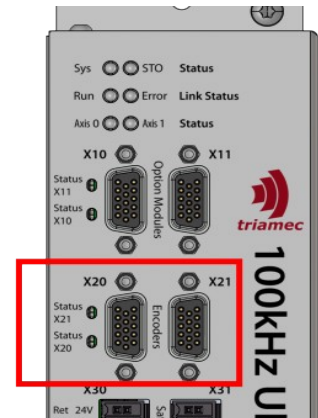 Sys STO Status
Run Error Link Status
Axis 0 Axis 1 Status
X10 X11
Status
X11
Status
X10
Option Modules
triamec
X20 X21
Status
X21
Status
X20
Encoders
100kHz
X30 X31
Ret 24V